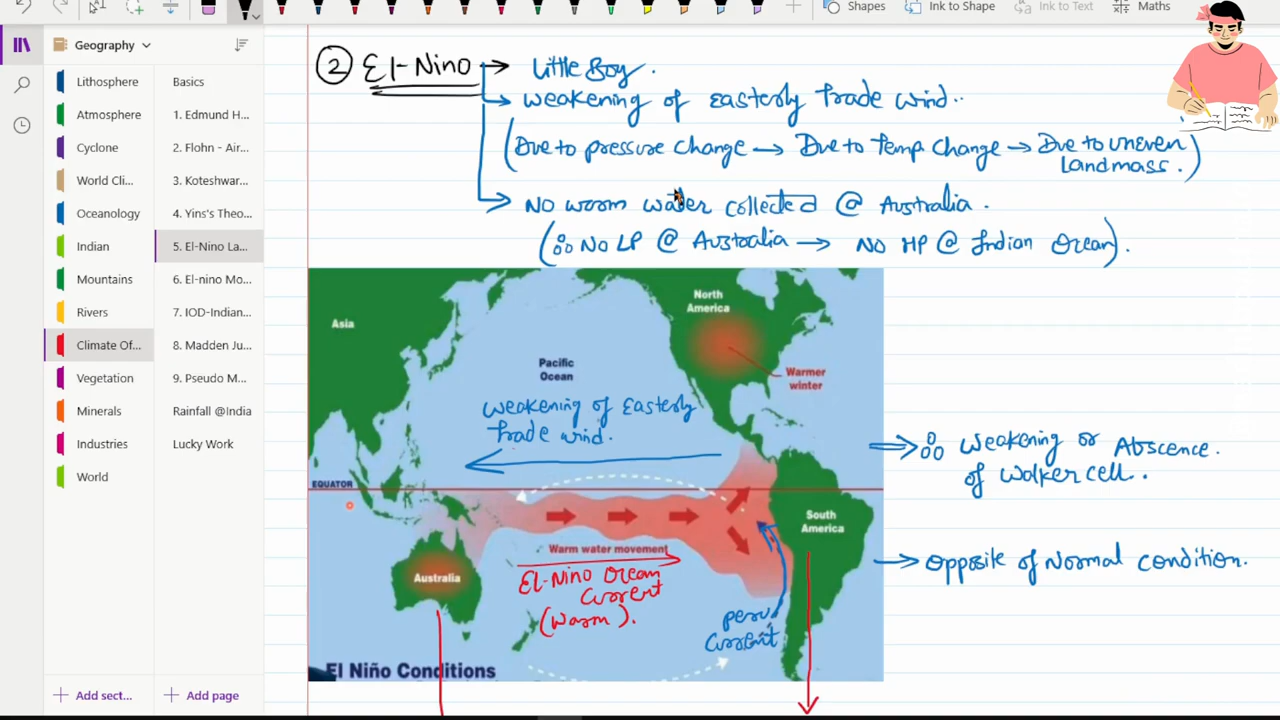 Shapes
Ink to Shape
Ink to Text
Maths
Geography
Lithosphere
Atmosphere
Cyclone
World Cli...
Oceanology
Indian
Mountains
Rivers
Climate Of...
Vegetation
Minerals
Industries
World
Add sect...
Basics
1. Edmund H...
2. Flohn - Air...
3. Koteshwar...
4. Yins's Theo...
5. El-Nino La...
6. El-nino Mo...
7. IOD-Indian...
8. Madden Ju...
9. Pseudo M...
Rainfall @India
Lucky Work
Add page
② El-Nino → Little Boy.
→ Weakening of Easterly Trade wind..
(Due to pressure change → Due to Temp change → Due to uneven
landmass.)
→ No warm water collected @ Australia.
(∴ No LP @ Australia → No HP @ Indian Ocean).
North
America
Asia
Pacific
Ocean
Warmer
winter
Weakening of Easterly
Trade wind.
⇒ ∴ Weakening or Abscence.
of Walker cell..
EQUATOR
South
America
Warm water movement
→ Opposite of Normal condition.
Australia
El-Nino Ocean
Current
(Warm).
Peru
Current
El Niño Conditions